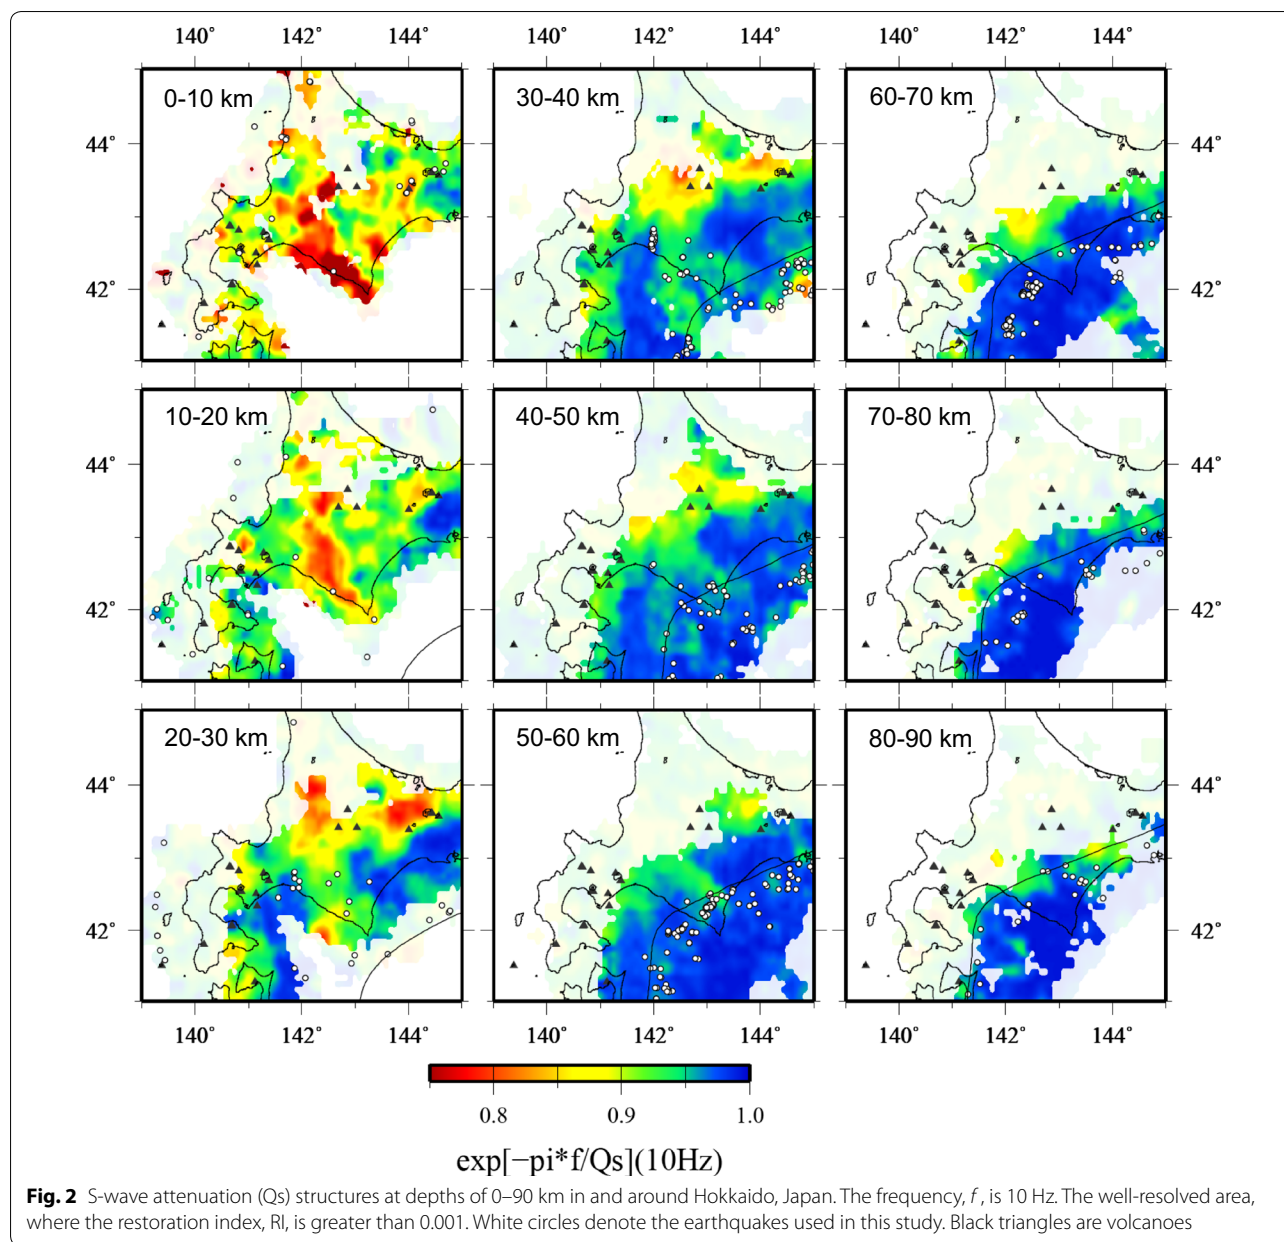 140° 142° 144° 140° 142° 144° 140° 142° 144°
0-10 km 30-40 km 60-70 km
44° 44°
42° 42°
10-20 km 40-50 km 70-80 km
44° 44°
42° 42°
20-30 km 50-60 km 80-90 km
44° 44°
42° 42°
140° 142° 144° 140° 142° 144° 140° 142° 144°
0.8 0.9 1.0
exp[−pi*f/Qs](10Hz)
Fig. 2 S-wave attenuation (Qs) structures at depths of 0–90 km in and around Hokkaido, Japan. The frequency, f, is 10 Hz. The well-resolved area,
where the restoration index, RI, is greater than 0.001. White circles denote the earthquakes used in this study. Black triangles are volcanoes